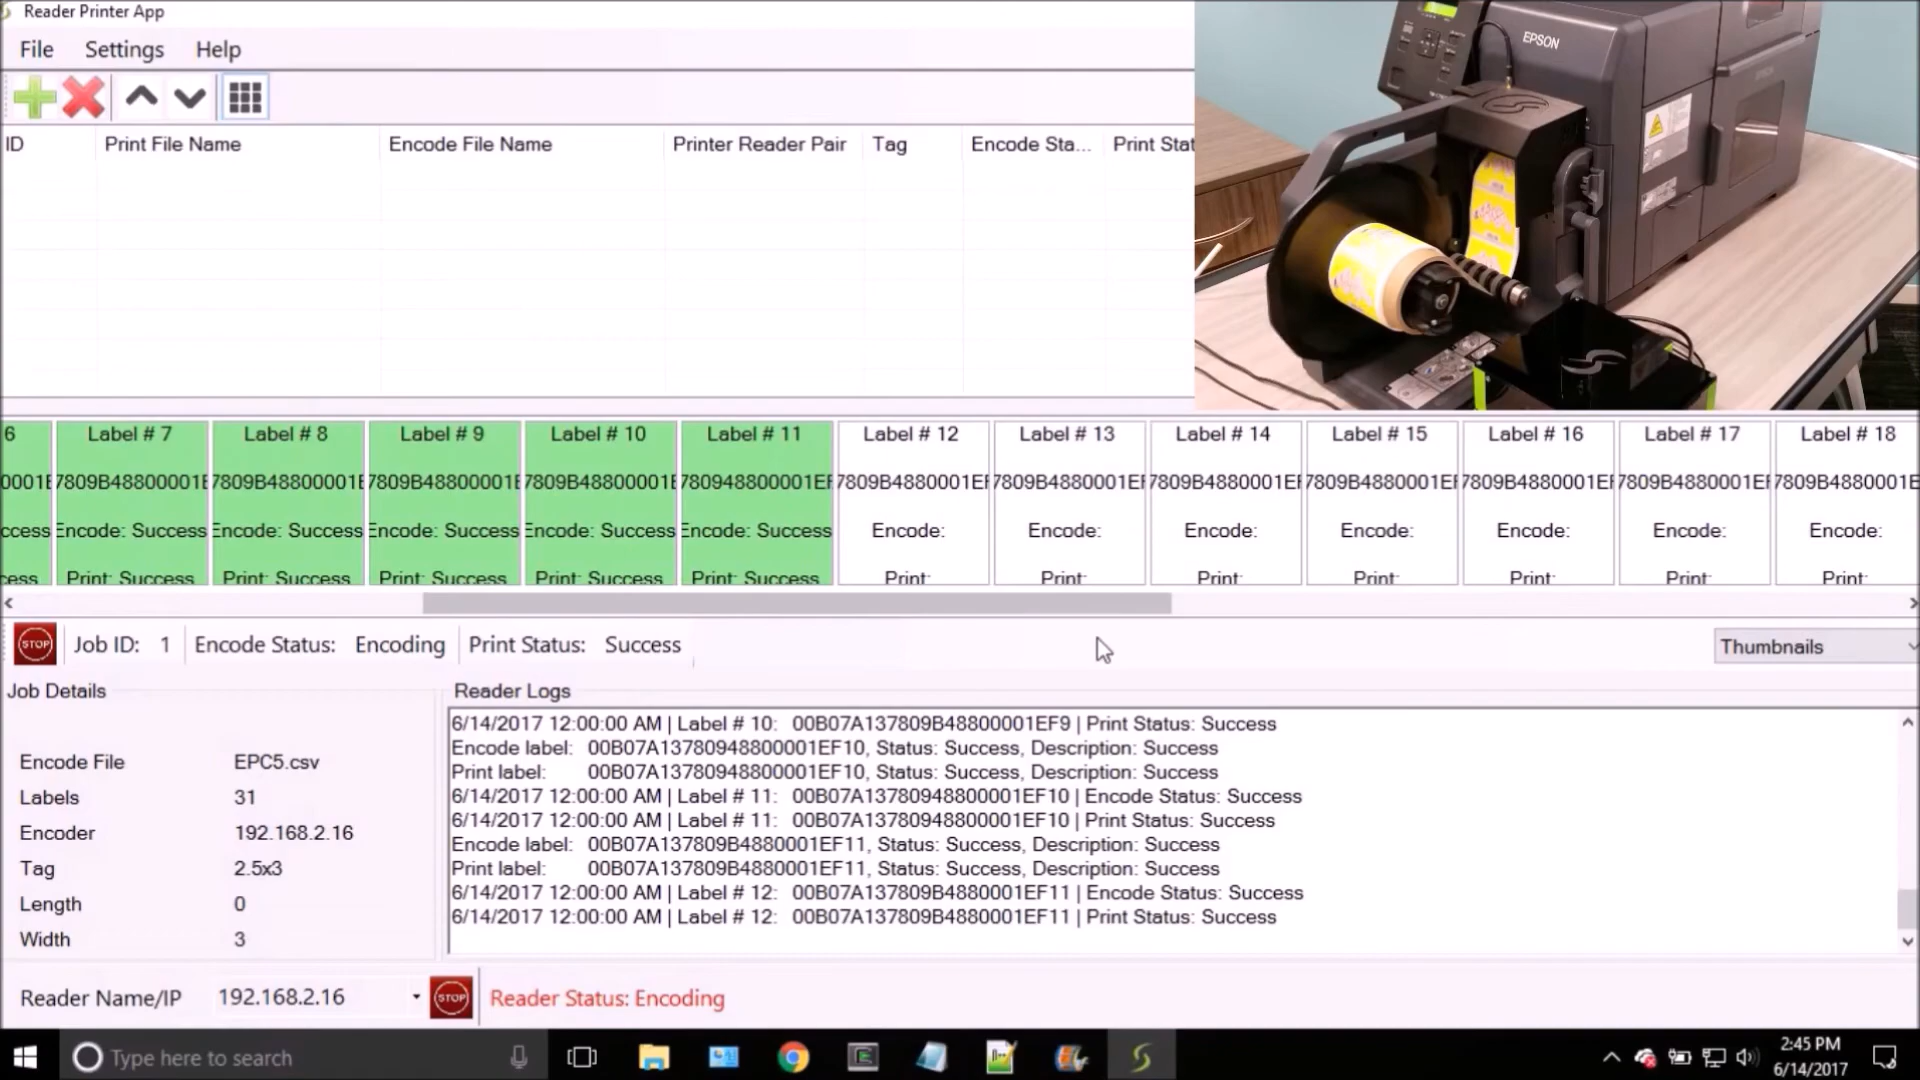 Reader Printer App
File Settings Help
ID Print File Name Encode File Name Printer Reader Pair Tag Encode Sta... Print Stat
EPSON
6 Label # 7 Label # 8 Label # 9 Label # 10 Label # 11 Label # 12 Label # 13 Label # 14 Label # 15 Label # 16 Label # 17 Label # 18
0001E 7809B48800001E 7809B48800001E 7809B48800001E 7809B48800001E 780948800001EF 7809B4880001EF 7809B4880001EF 7809B4880001EF 7809B4880001EF 7809B4880001EF 7809B4880001EF 7809B4880001E
ccess Encode: Success Encode: Success Encode: Success Encode: Success Encode: Success Encode: Encode: Encode: Encode: Encode: Encode: Encode:
cess Print: Success Print: Success Print: Success Print: Success Print: Success Print: Print: Print: Print: Print: Print: Print:
STOP Job ID: 1 Encode Status: Encoding Print Status: Success Thumbnails
Job Details
Encode File EPC5.csv
Labels 31
Encoder 192.168.2.16
Tag 2.5x3
Length 0
Width 3
Reader Logs
6/14/2017 12:00:00 AM | Label # 10: 00B07A137809B48800001EF9 | Print Status: Success
Encode label: 00B07A13780948800001EF10, Status: Success, Description: Success
Print label: 00B07A13780948800001EF10, Status: Success, Description: Success
6/14/2017 12:00:00 AM | Label # 11: 00B07A13780948800001EF10 | Encode Status: Success
6/14/2017 12:00:00 AM | Label # 11: 00B07A13780948800001EF10 | Print Status: Success
Encode label: 00B07A137809B4880001EF11, Status: Success, Description: Success
Print label: 00B07A137809B4880001EF11, Status: Success, Description: Success
6/14/2017 12:00:00 AM | Label # 12: 00B07A137809B4880001EF11 | Encode Status: Success
6/14/2017 12:00:00 AM | Label # 12: 00B07A137809B4880001EF11 | Print Status: Success
Reader Name/IP 192.168.2.16 STOP Reader Status: Encoding
Type here to search
2:45 PM
6/14/2017